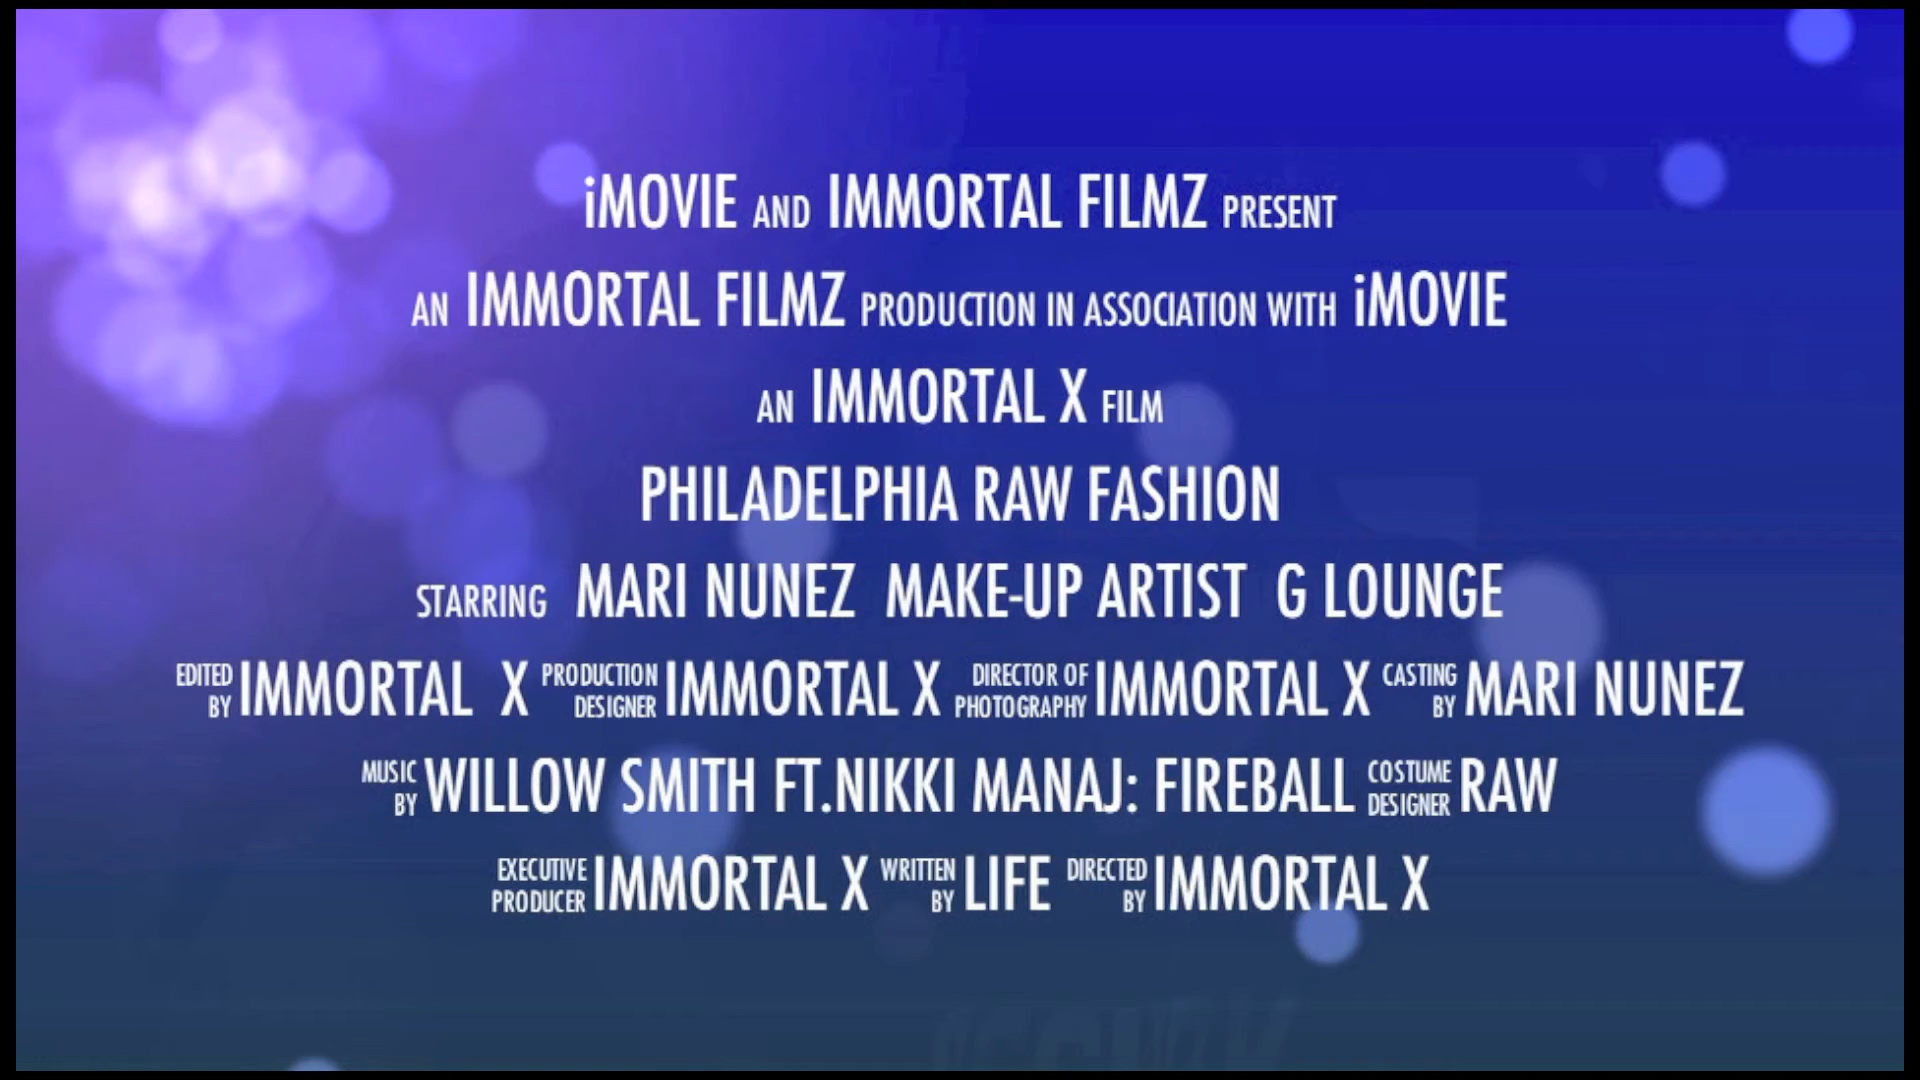 iMOVIE AND IMMORTAL FILMZ PRESENT
AN IMMORTAL FILMZ PRODUCTION IN ASSOCIATION WITH iMOVIE
AN IMMORTAL X FILM
PHILADELPHIA RAW FASHION
STARRING MARI NUNEZ MAKE-UP ARTIST G LOUNGE
EDITED BY IMMORTAL X PRODUCTION DESIGNER IMMORTAL X DIRECTOR OF PHOTOGRAPHY IMMORTAL X CASTING BY MARI NUNEZ
MUSIC BY WILLOW SMITH FT.NIKKI MANAJ: FIREBALL COSTUME DESIGNER RAW
EXECUTIVE PRODUCER IMMORTAL X WRITTEN BY LIFE DIRECTED BY IMMORTAL X